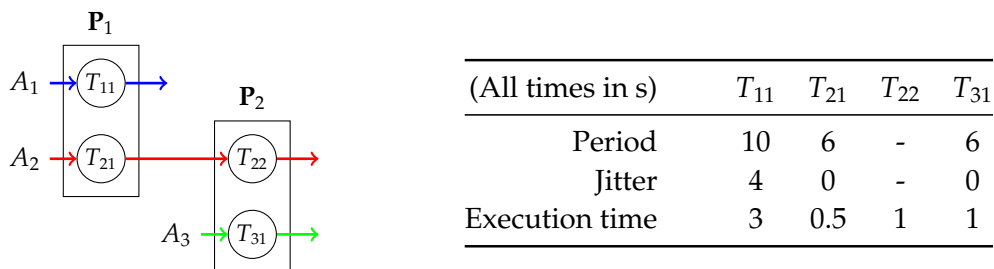 P1
A1 T11
P2
A2 T21 T22
A3 T31
(All times in s) T11 T21 T22 T31
Period 10 6 - 6
Jitter 4 0 - 0
Execution time 3 0.5 1 1